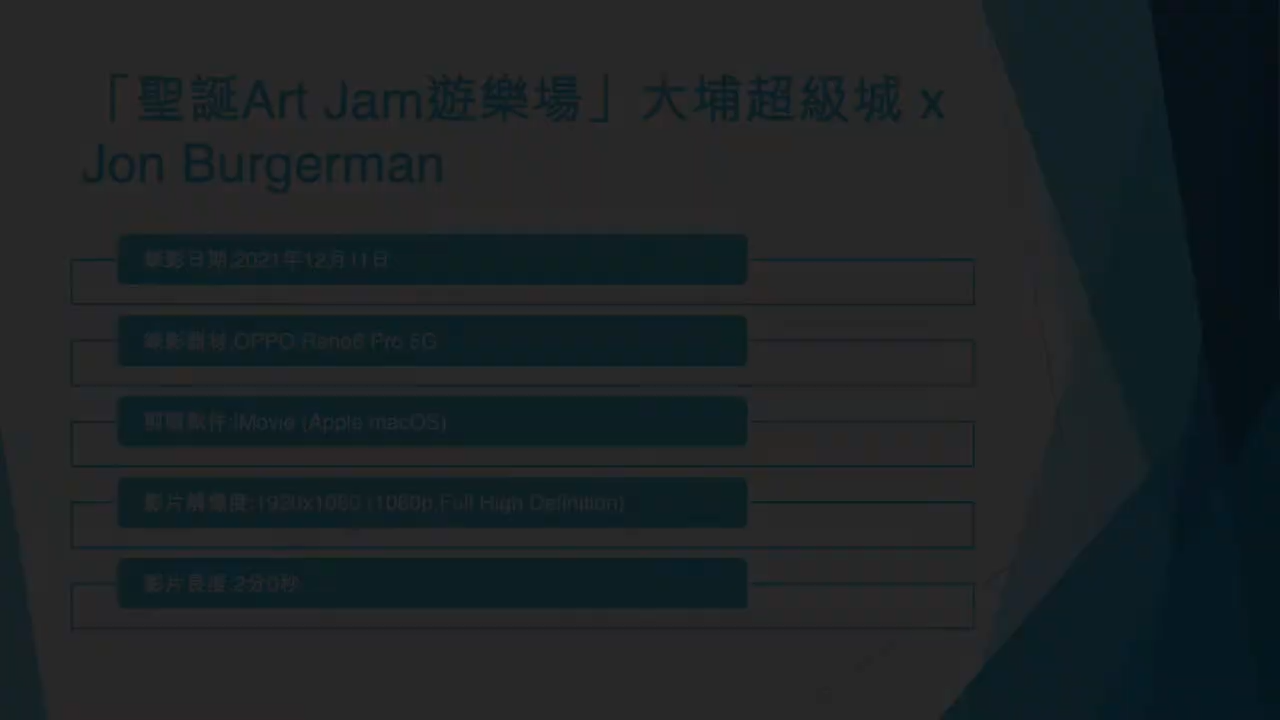 「聖誕Art Jam遊樂場」大埔超級城 x
Jon Burgerman
攝影日期:2021年12月11日
攝影器材:OPPO Reno6 Pro 5G
剪輯軟件:iMovie (Apple macOS)
影片解像度:1920x1080 (1080p Full High Definition)
影片長度:2分0秒